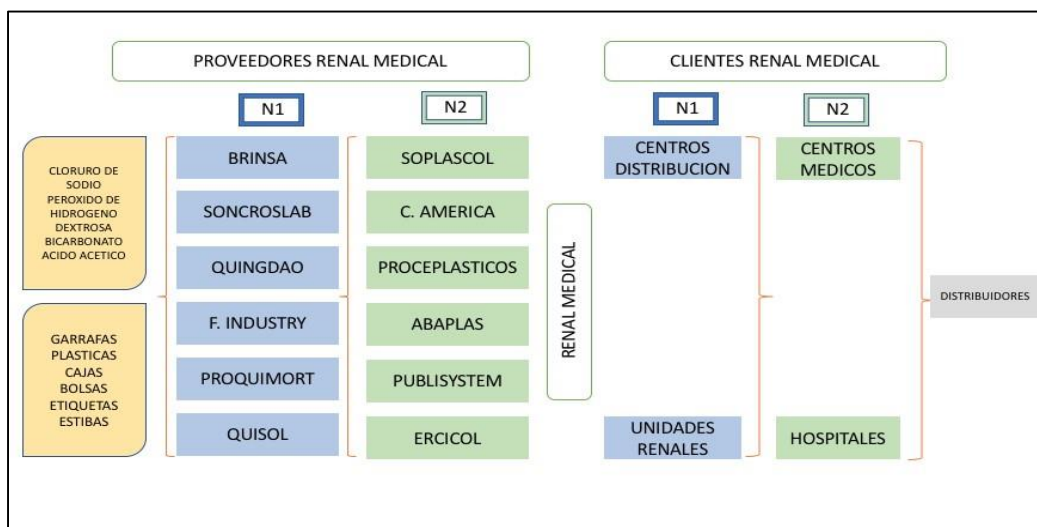 PROVEEDORES RENAL MEDICAL
CLIENTES RENAL MEDICAL
N1
N2
N1
N2
CLORURO DE
SODIO
PEROXIDO DE
HIDROGENO
DEXTROSA
BICARBONATO
ACIDO ACETICO
GARRAFAS
PLASTICAS
CAJAS
BOLSAS
ETIQUETAS
ESTIBAS
BRINSA
SONCROSLAB
QUINGDAO
F. INDUSTRY
PROQUIMORT
QUISOL
SOPLASCOL
C. AMERICA
PROCEPLASTICOS
ABAPLAS
PUBLISYSTEM
ERCICOL
RENAL MEDICAL
CENTROS
DISTRIBUCION
UNIDADES
RENALES
CENTROS
MEDICOS
HOSPITALES
DISTRIBUIDORES